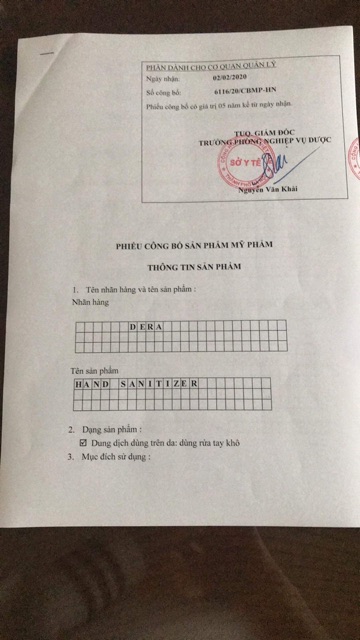 PHẦN DÀNH CHO CƠ QUAN QUẢN LÝ
Ngày nhận: 02/02/2020
Số công bố: 6116/20/CBMP-HN
Phiếu công bố có giá trị 05 năm kể từ ngày nhận.
TUQ. GIÁM ĐỐC
TRƯỞNG PHÒNG NGHIỆP VỤ DƯỢC
SỞ Y TẾ
Nguyễn Văn Khải
PHIẾU CÔNG BỐ SẢN PHẨM MỸ PHẨM
THÔNG TIN SẢN PHẨM
1. Tên nhãn hàng và tên sản phẩm :
Nhãn hàng
DERA
Tên sản phẩm
HAND SANITIZER
2. Dạng sản phẩm :
☑ Dung dịch dùng trên da: dùng rửa tay khô
3. Mục đích sử dụng :